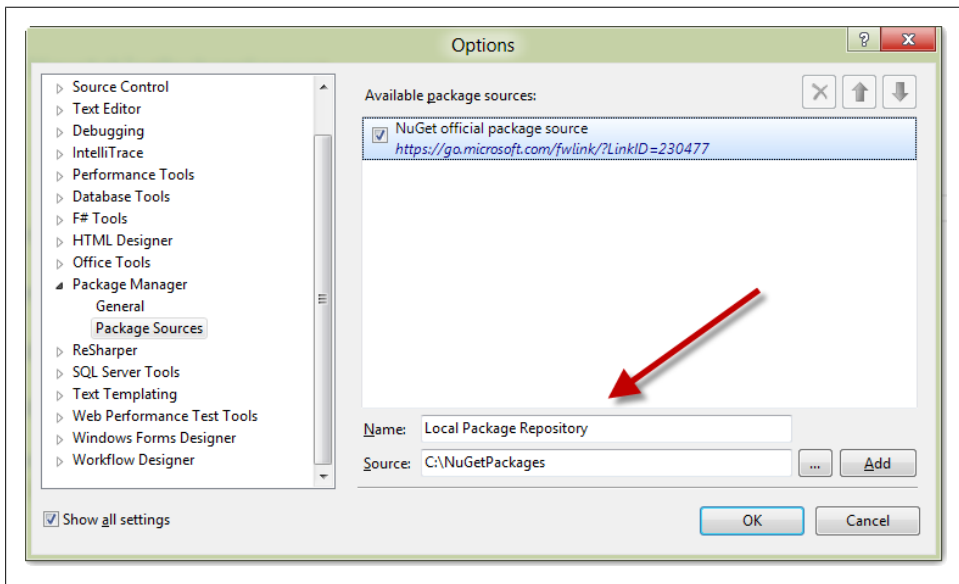 Options
Source Control
Text Editor
Debugging
IntelliTrace
Performance Tools
Database Tools
F# Tools
HTML Designer
Office Tools
Package Manager
General
Package Sources
ReSharper
SQL Server Tools
Text Templating
Web Performance Test Tools
Windows Forms Designer
Workflow Designer
Show all settings
Available package sources:
NuGet official package source
https://go.microsoft.com/fwlink/?LinkID=230477
Name: Local Package Repository
Source: C:\NuGetPackages ... Add
OK Cancel